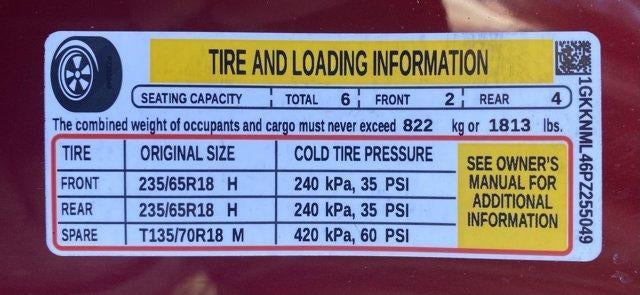 TIRE AND LOADING INFORMATION
SEATING CAPACITY TOTAL 6 FRONT 2 REAR 4
The combined weight of occupants and cargo must never exceed 822 kg or 1813 lbs.
TIRE ORIGINAL SIZE COLD TIRE PRESSURE
FRONT 235/65R18 H 240 kPa, 35 PSI
REAR 235/65R18 H 240 kPa, 35 PSI
SPARE T135/70R18 M 420 kPa, 60 PSI
SEE OWNER'S
MANUAL FOR
ADDITIONAL
INFORMATION
1GKKNML46PZ255049